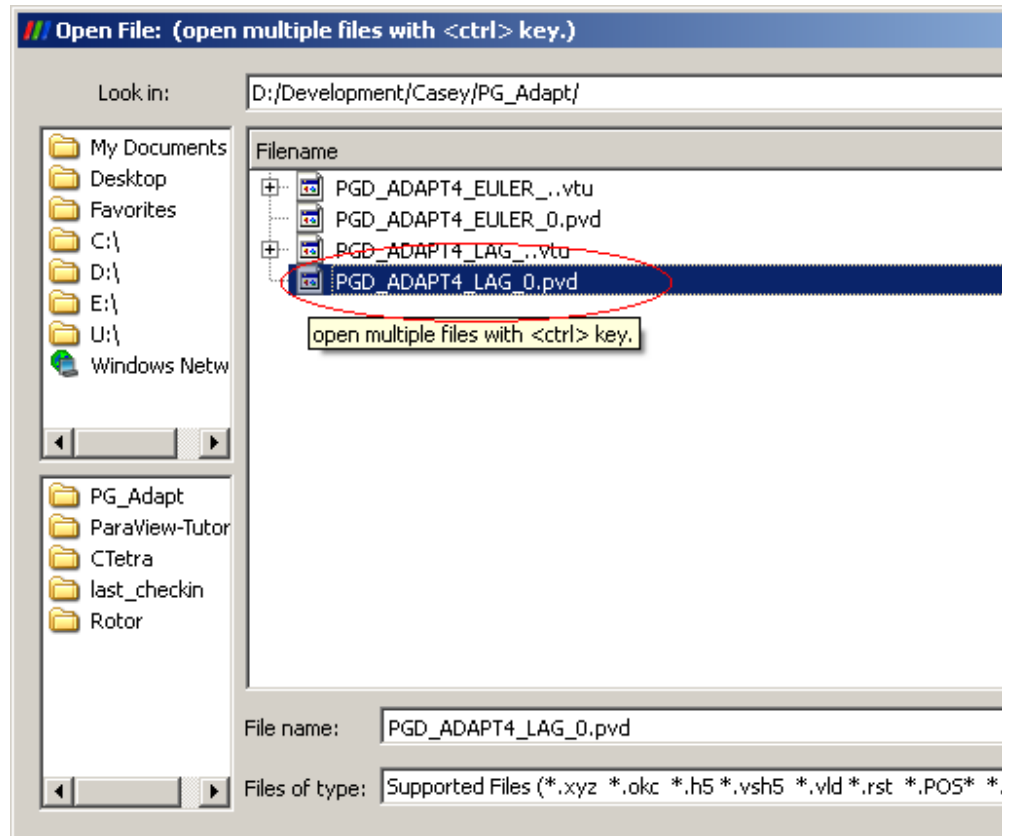 Open File: (open multiple files with <ctrl> key.)
Look in:
D:/Development/Casey/PG_Adapt/
My Documents
Desktop
Favorites
C:\
D:\
E:\
U:\
Windows Netw
Filename
PGD_ADAPT4_EULER_..vtu
PGD_ADAPT4_EULER_0.pvd
PGD_ADAPT4_LAG_..vtu
PGD_ADAPT4_LAG_0.pvd
open multiple files with <ctrl> key.
PG_Adapt
ParaView-Tutor
CTetra
last_checkin
Rotor
File name:
PGD_ADAPT4_LAG_0.pvd
Files of type:
Supported Files (*.xyz *.okc *.h5 *.vsh5 *.vld *.rst *.POS* *.